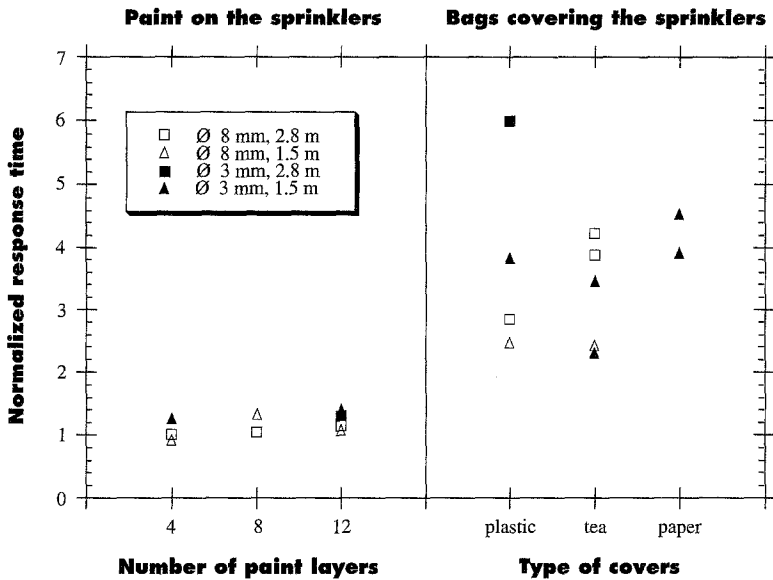 Paint on the sprinklers
Bags covering the sprinklers
Normalized response time
7
6
5
4
3
2
1
0
Ø 8 mm, 2.8 m
Ø 8 mm, 1.5 m
Ø 3 mm, 2.8 m
Ø 3 mm, 1.5 m
4 8 12
plastic tea paper
Number of paint layers
Type of covers